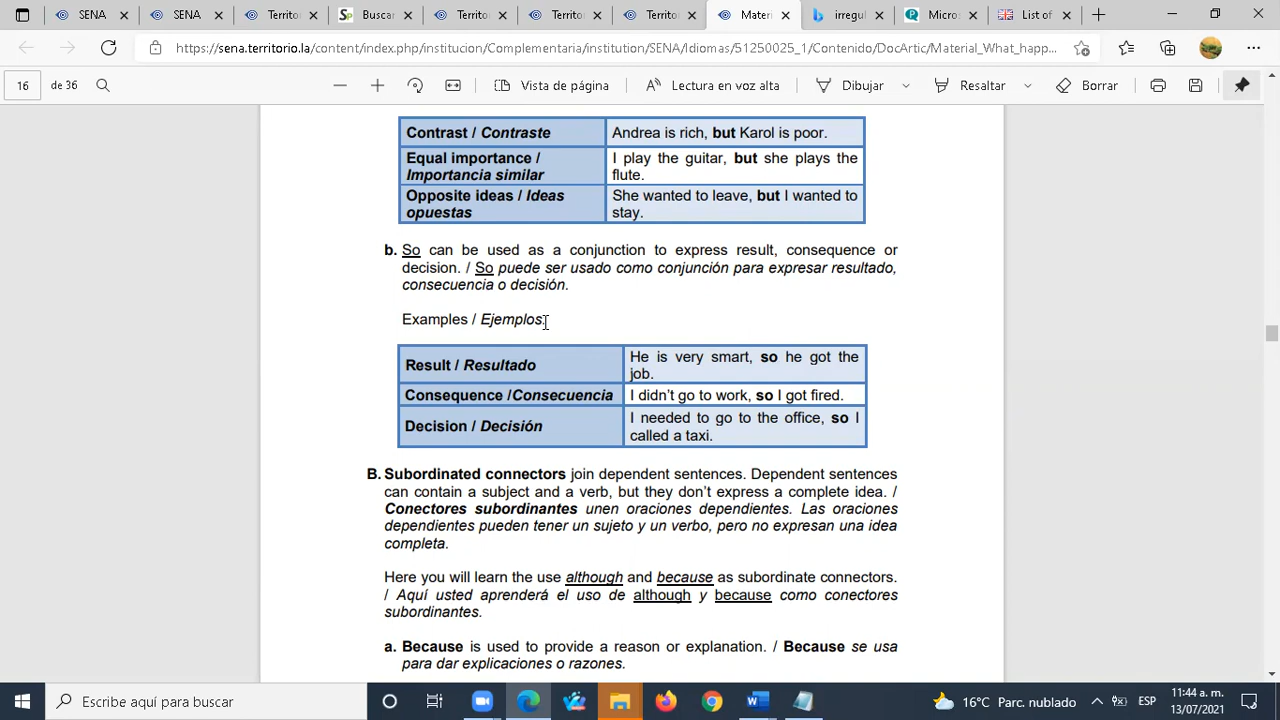 SENA
SENA
Territori
Buscar
Territori
Territori
Territori
Materi
irregul
Micros
List of
https://sena.territorio.la/content/index.php/institucion/Complementaria/institution/SENA/Idiomas/51250025_1/Contenido/DocArtic/Material_What_happ...
16 de 36
Vista de página
Lectura en voz alta
Dibujar
Resaltar
Borrar
Contrast / Contraste
Andrea is rich, but Karol is poor.
Equal importance /
Importancia similar
I play the guitar, but she plays the
flute.
Opposite ideas / Ideas
opuestas
She wanted to leave, but I wanted to
stay.
b. So can be used as a conjunction to express result, consequence or
decision. / So puede ser usado como conjunción para expresar resultado,
consecuencia o decisión.
Examples / Ejemplos:
Result / Resultado
He is very smart, so he got the
job.
Consequence /Consecuencia
I didn't go to work, so I got fired.
Decision / Decisión
I needed to go to the office, so I
called a taxi.
B. Subordinated connectors join dependent sentences. Dependent sentences
can contain a subject and a verb, but they don't express a complete idea. /
Conectores subordinantes unen oraciones dependientes. Las oraciones
dependientes pueden tener un sujeto y un verbo, pero no expresan una idea
completa.
Here you will learn the use although and because as subordinate connectors.
/ Aquí usted aprenderá el uso de although y because como conectores
subordinantes.
a. Because is used to provide a reason or explanation. / Because se usa
para dar explicaciones o razones.
Escribe aquí para buscar
16°C Parc. nublado
ESP
11:44 a. m.
13/07/2021